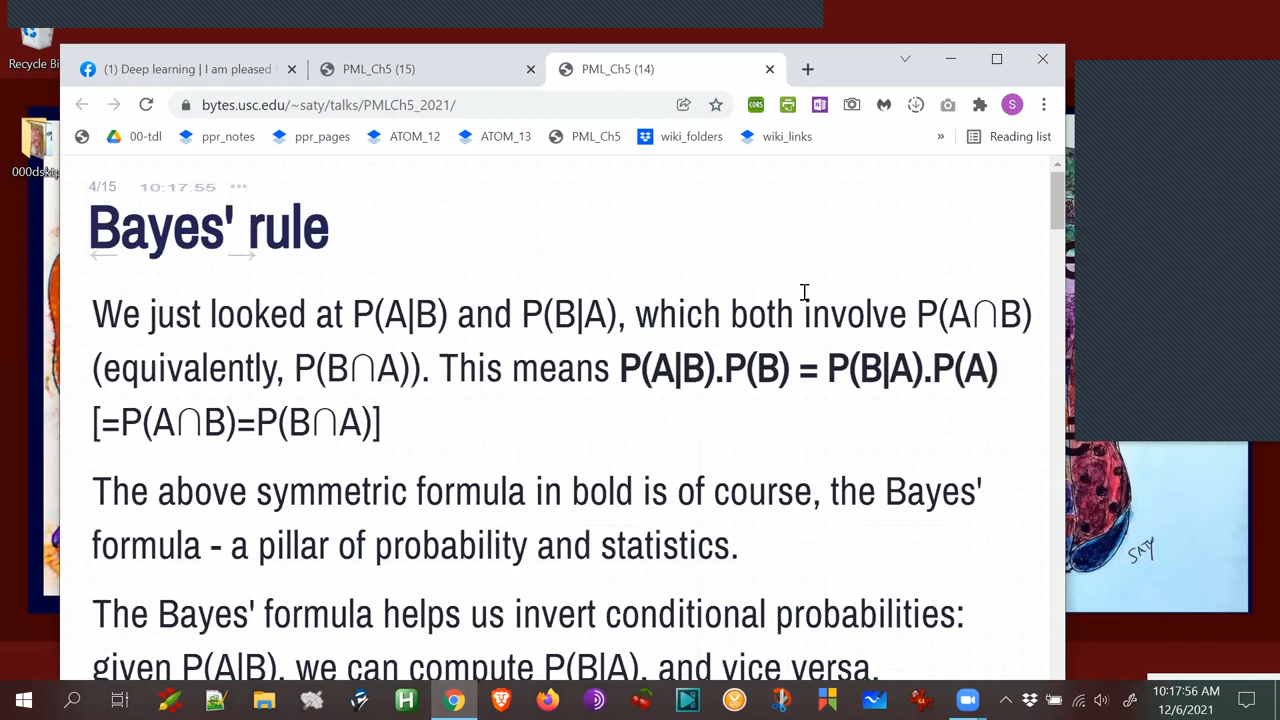 Recycle Bi
(1) Deep learning | I am pleased
PML_Ch5 (15)
PML_Ch5 (14)
bytes.usc.edu/~saty/talks/PMLCh5_2021/
CORS
S
00-tdl
ppr_notes
ppr_pages
ATOM_12
ATOM_13
PML_Ch5
wiki_folders
wiki_links
»
Reading list
000dsktp
4/15 10:17:55 •••
Bayes' rule
We just looked at P(A|B) and P(B|A), which both involve P(A∩B)
(equivalently, P(B∩A)). This means P(A|B).P(B) = P(B|A).P(A)
[=P(A∩B)=P(B∩A)]
The above symmetric formula in bold is of course, the Bayes'
formula - a pillar of probability and statistics.
The Bayes' formula helps us invert conditional probabilities:
given P(A|B), we can compute P(B|A), and vice versa.
SATY
10:17:56 AM
12/6/2021